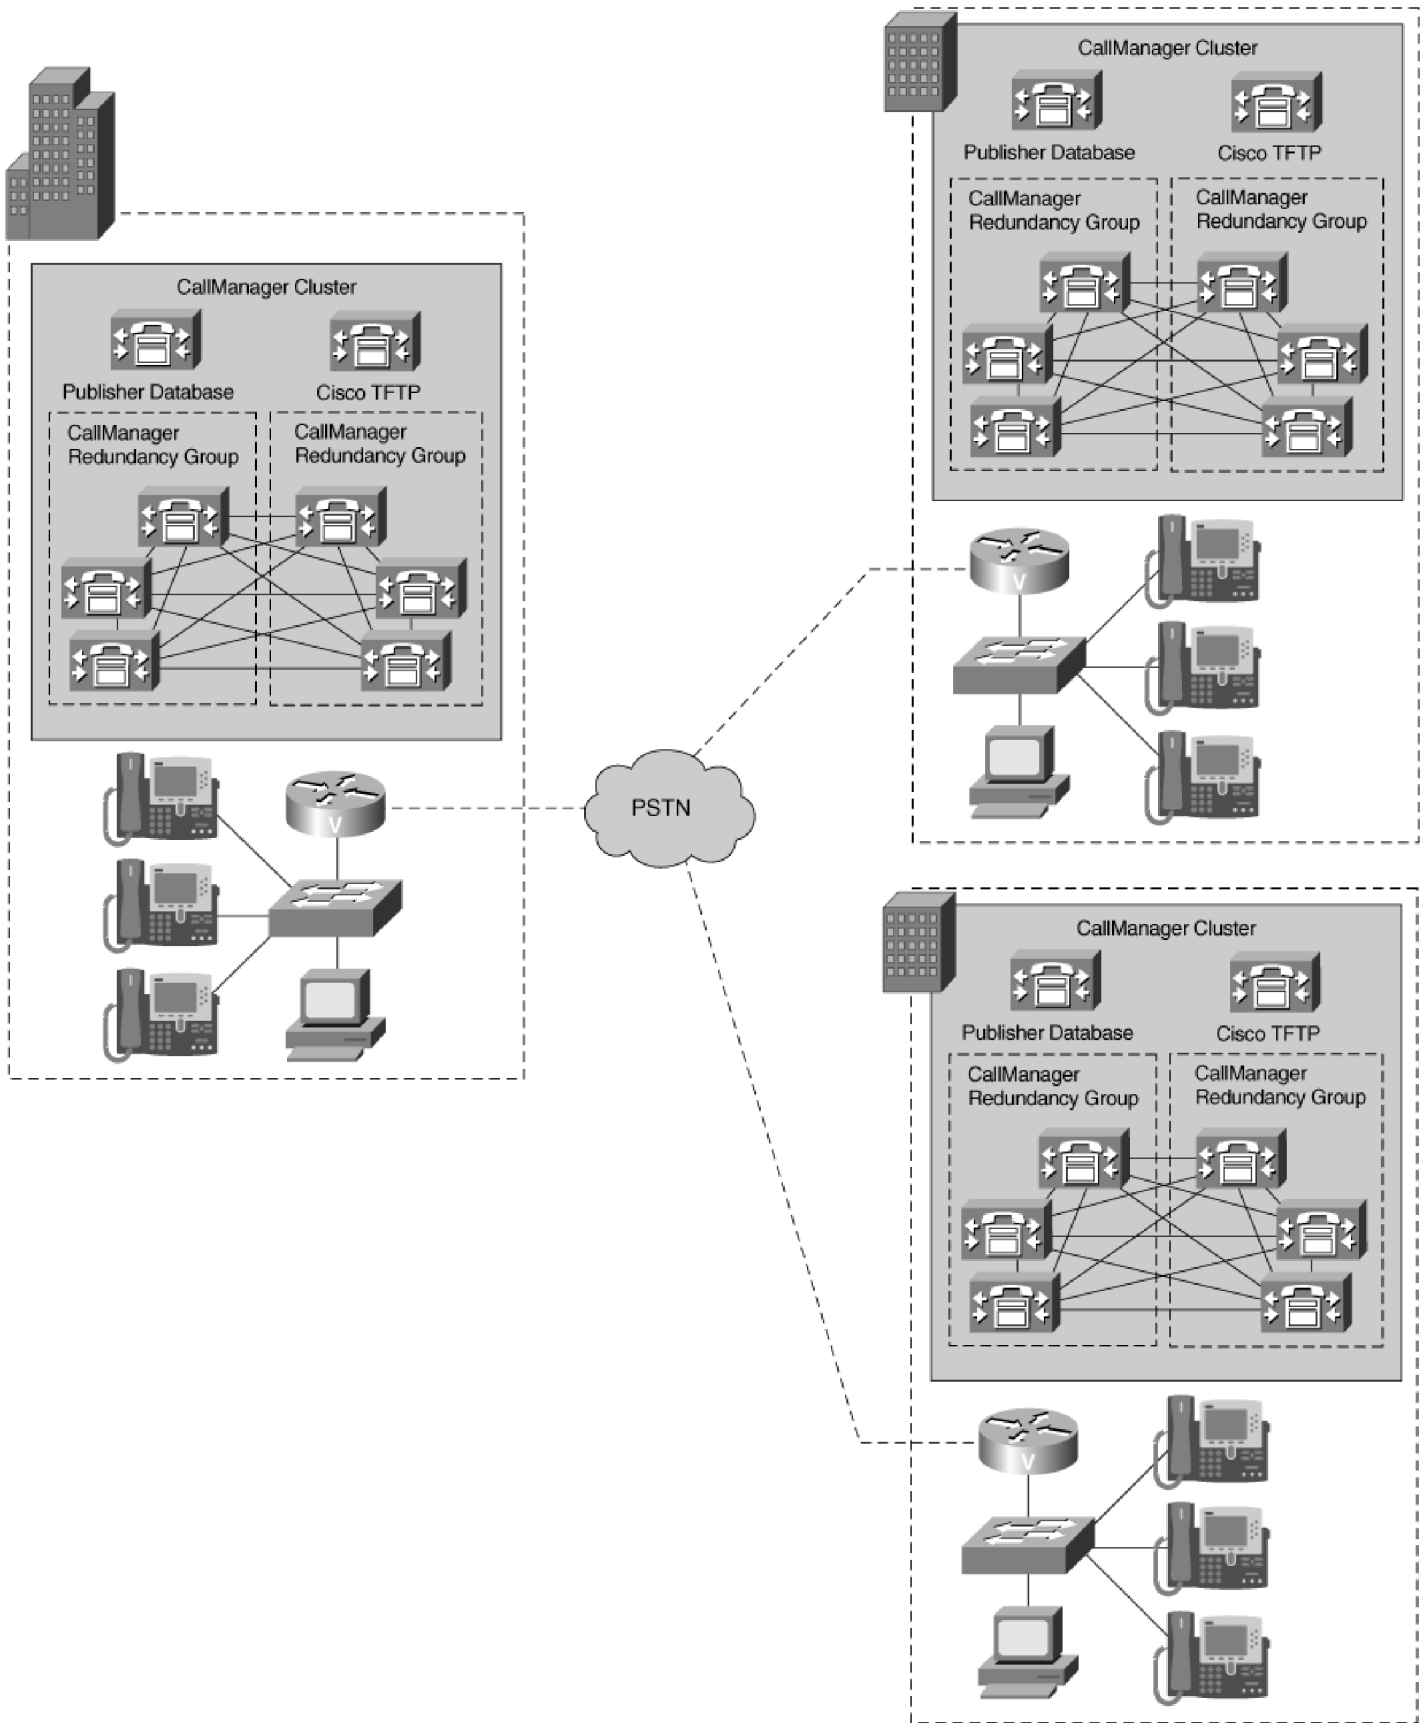 CallManager Cluster
Publisher Database
Cisco TFTP
CallManager
Redundancy Group
CallManager
Redundancy Group
V
PSTN
CallManager Cluster
Publisher Database
Cisco TFTP
CallManager
Redundancy Group
CallManager
Redundancy Group
V
CallManager Cluster
Publisher Database
Cisco TFTP
CallManager
Redundancy Group
CallManager
Redundancy Group
V